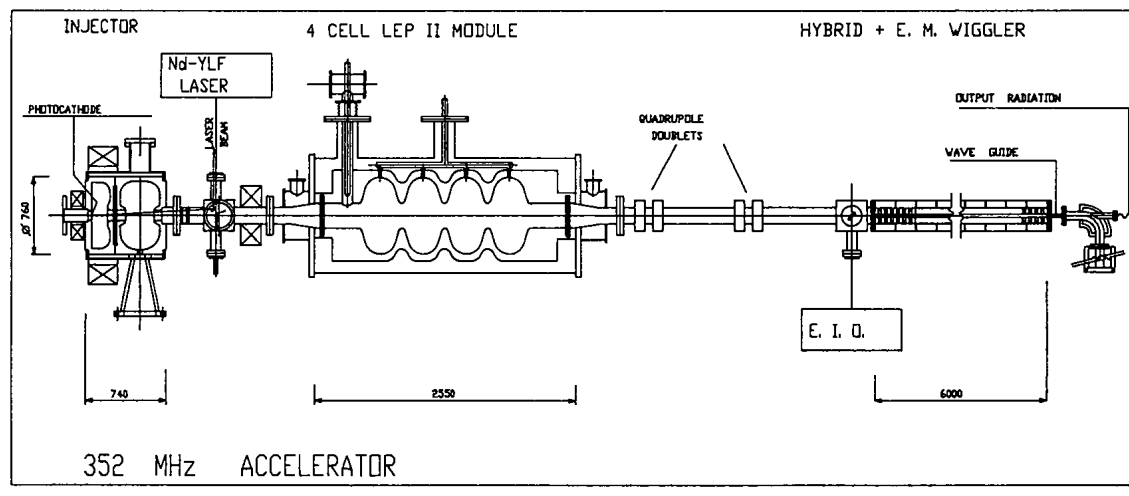 INJECTOR
4 CELL LEP II MODULE
HYBRID + E. M. WIGGLER
Nd-YLF
LASER
PHOTOCATHODE
LASER
BEAM
QUADRUPOLE
DOUBLETS
OUTPUT RADIATION
WAVE GUIDE
Ø 760
E. I. O.
740
2550
6000
352 MHz ACCELERATOR